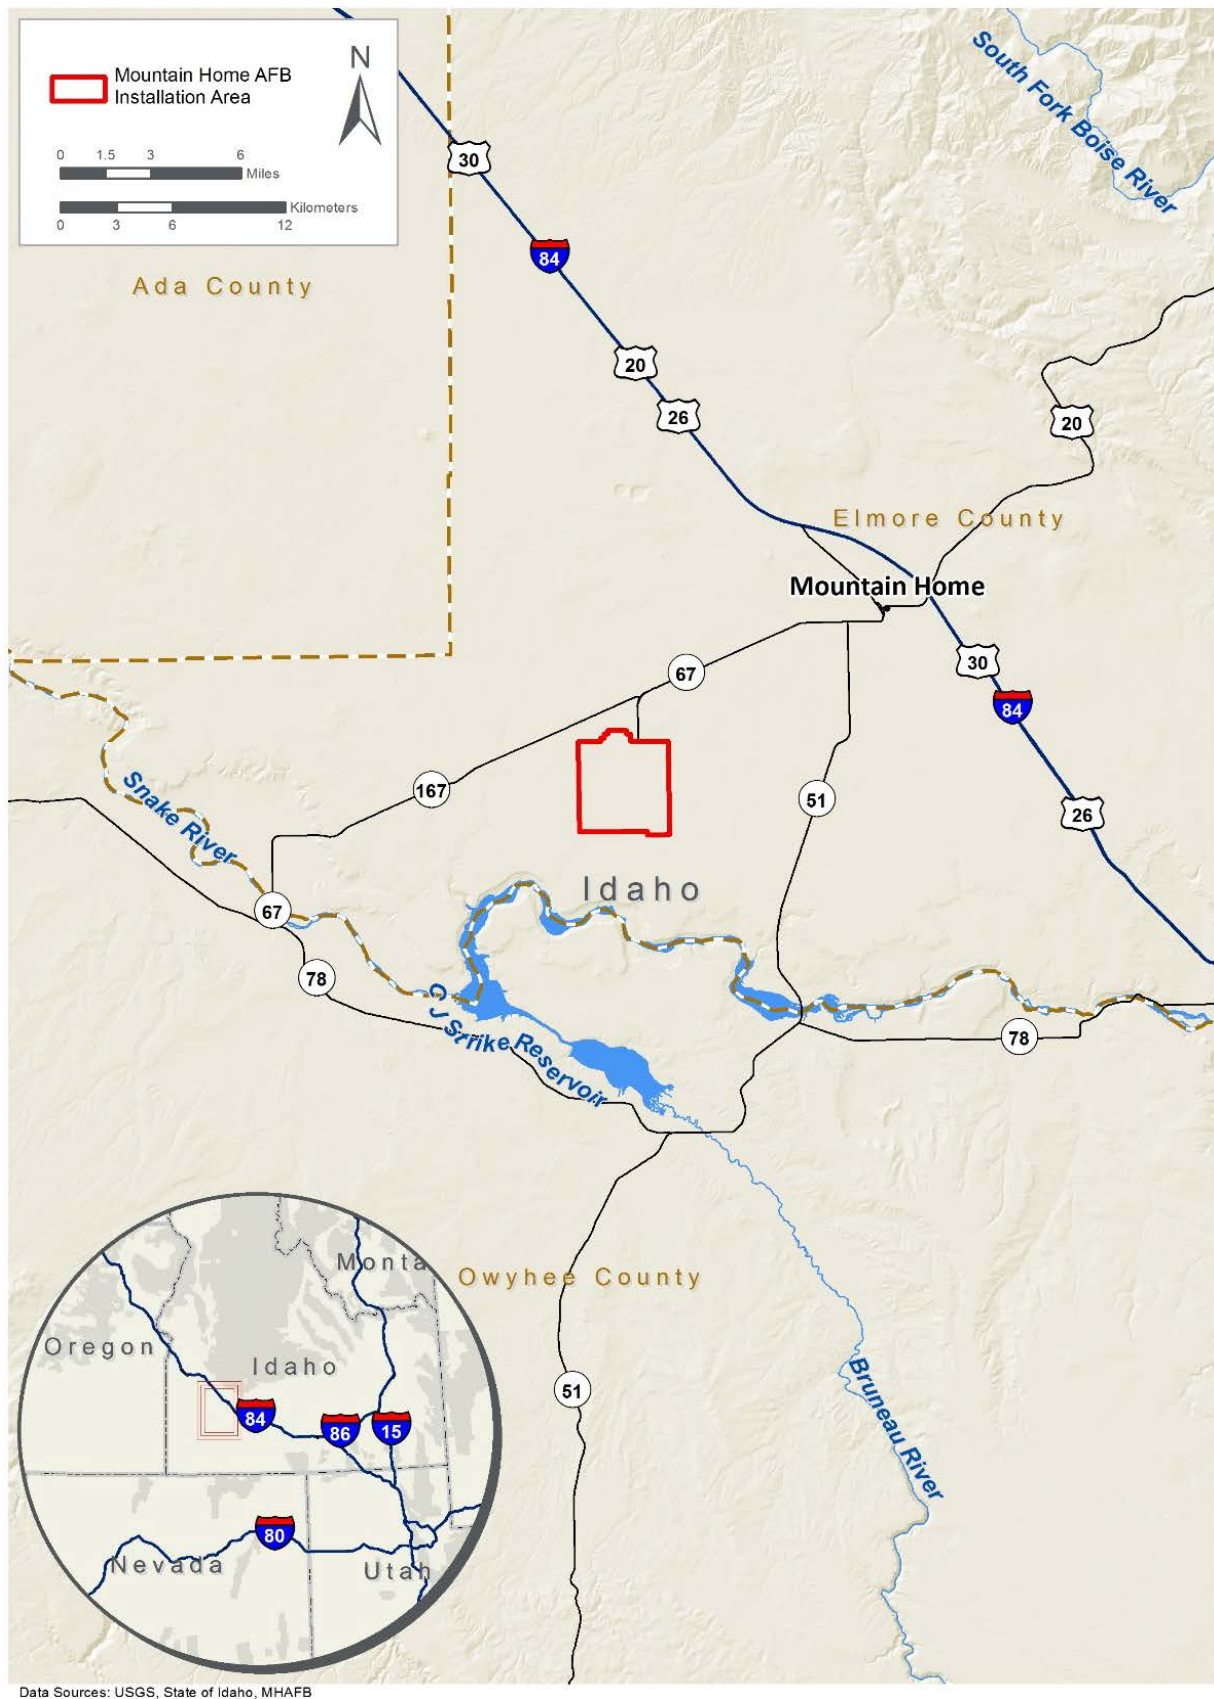 Mountain Home AFB
Installation Area
N
0 1.5 3 6
Miles
Kilometers
0 3 6 12
South Fork Boise River
30
84
Ada County
20
26
20
Elmore County
Mountain Home
67
30
84
167
51
26
Snake River
Idaho
67
78
C J Strike Reservoir
78
Owyhee County
51
Bruneau River
Monta
Oregon
Idaho
84
86
15
80
Nevada
Utah
Data Sources: USGS, State of Idaho, MHAFB